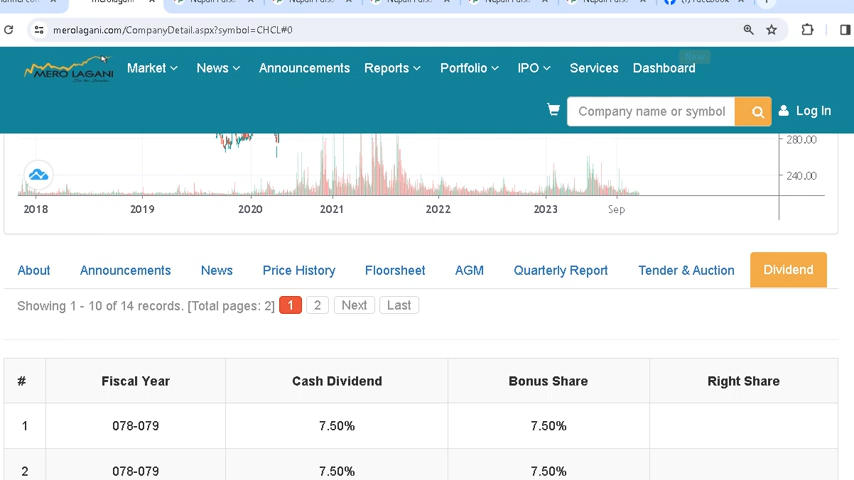 merolagani.com/CompanyDetail.aspx?symbol=CHCL#0
MERO LAGANI
Market News Announcements Reports Portfolio IPO Services Dashboard
Company name or symbol Log In
280.00
240.00
2018 2019 2020 2021 2022 2023 Sep
About Announcements News Price History Floorsheet AGM Quarterly Report Tender & Auction Dividend
Showing 1 - 10 of 14 records. [Total pages: 2] 1 2 Next Last
# Fiscal Year Cash Dividend Bonus Share Right Share
1 078-079 7.50% 7.50%
2 078-079 7.50% 7.50%